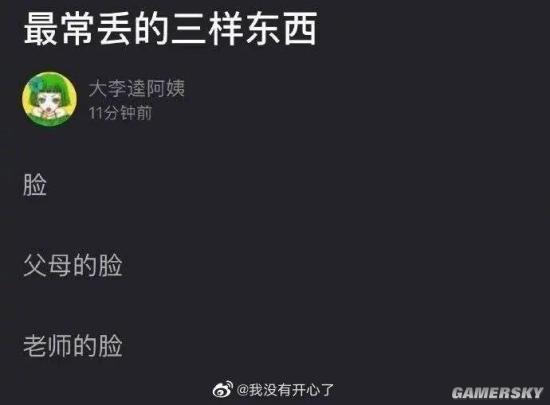 最常丢的三样东西
大李逵阿姨
11分钟前
脸
父母的脸
老师的脸
@我没有开心了
GAMERSKY